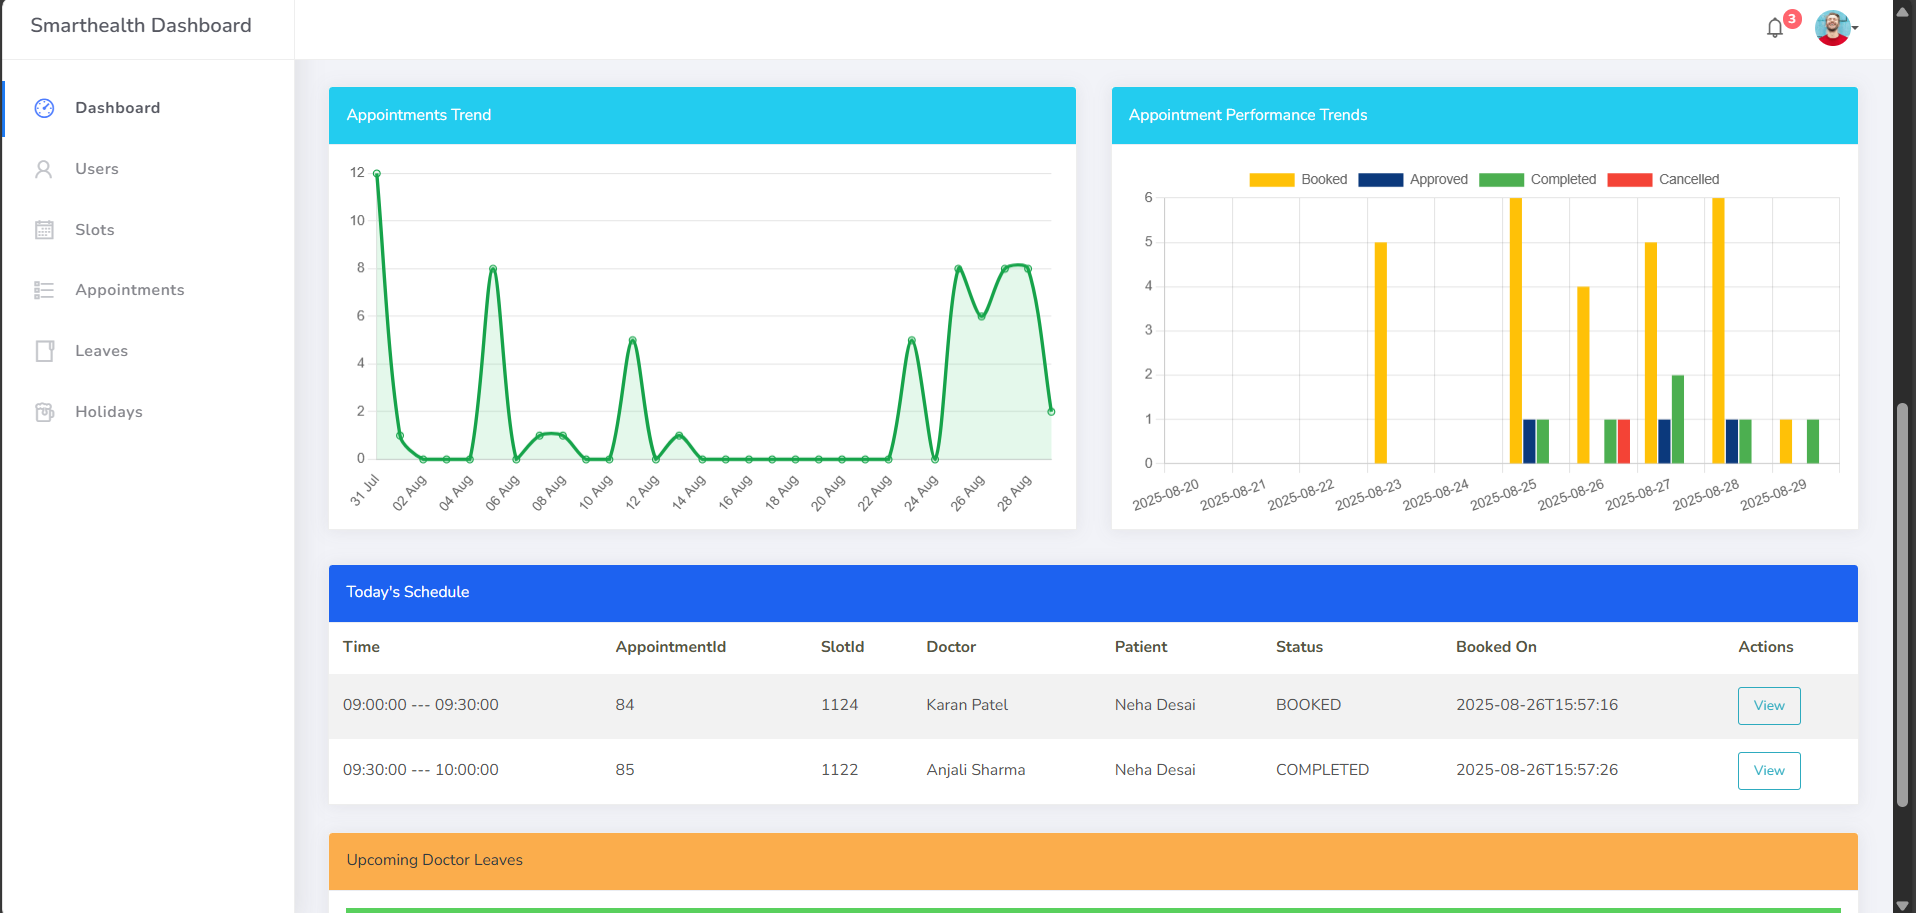 Smarthealth Dashboard
3
Dashboard
Users
Slots
Appointments
Leaves
Holidays
Appointments Trend
12
10
8
6
4
2
0
31 Jul 02 Aug 04 Aug 06 Aug 08 Aug 10 Aug 12 Aug 14 Aug 16 Aug 18 Aug 20 Aug 22 Aug 24 Aug 26 Aug 28 Aug
Appointment Performance Trends
Booked Approved Completed Cancelled
6
5
4
3
2
1
0
2025-08-20 2025-08-21 2025-08-22 2025-08-23 2025-08-24 2025-08-25 2025-08-26 2025-08-27 2025-08-28 2025-08-29
Today's Schedule
Time AppointmentId SlotId Doctor Patient Status Booked On Actions
09:00:00 --- 09:30:00 84 1124 Karan Patel Neha Desai BOOKED 2025-08-26T15:57:16 View
09:30:00 --- 10:00:00 85 1122 Anjali Sharma Neha Desai COMPLETED 2025-08-26T15:57:26 View
Upcoming Doctor Leaves